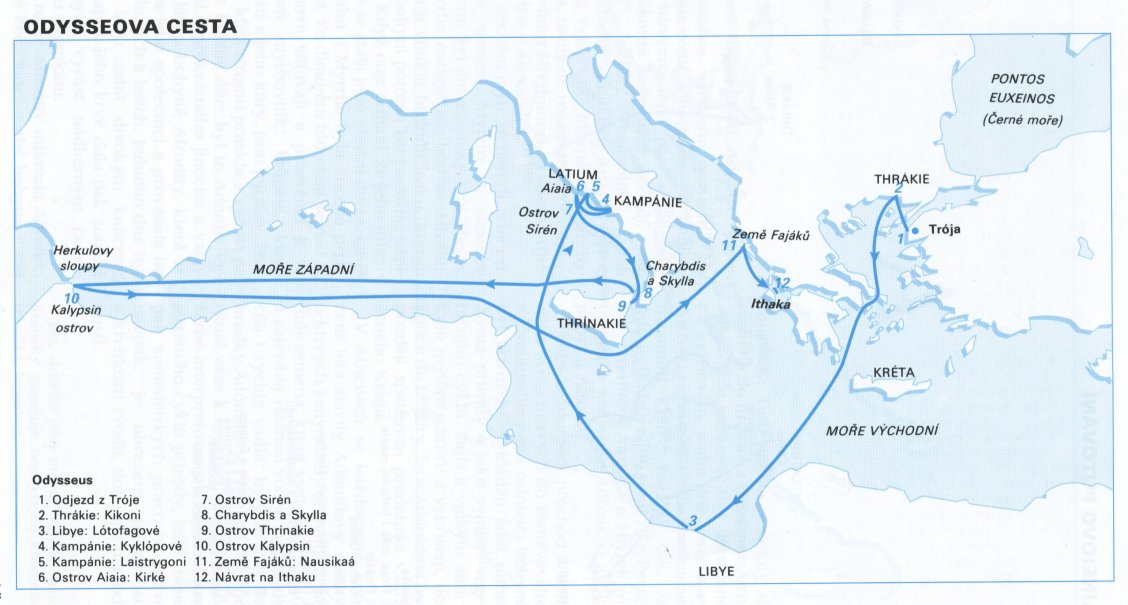 ODYSSEOVA CESTA
PONTOS
EUXEINOS
(Černé moře)
LATIUM
Aiaia
6
5
4
KAMPÁNIE
7
Ostrov
Sirén
THRÁKIE
2
1
Trója
Země Fajáků
11
Herkulovy
sloupy
MOŘE ZÁPADNÍ
Charybdis
a Skylla
8
9
12
Ithaka
10
Kalypsin
ostrov
THRÍNAKIE
KRÉTA
MOŘE VÝCHODNÍ
3
LIBYE
Odysseus
1. Odjezd z Tróje
2. Thrákie: Kikoni
3. Libye: Lótofagové
4. Kampánie: Kyklópové
5. Kampánie: Laistrygoni
6. Ostrov Aiaia: Kirké
7. Ostrov Sirén
8. Charybdis a Skylla
9. Ostrov Thrínakie
10. Ostrov Kalypsin
11. Země Fajáků: Nausikaá
12. Návrat na Ithaku